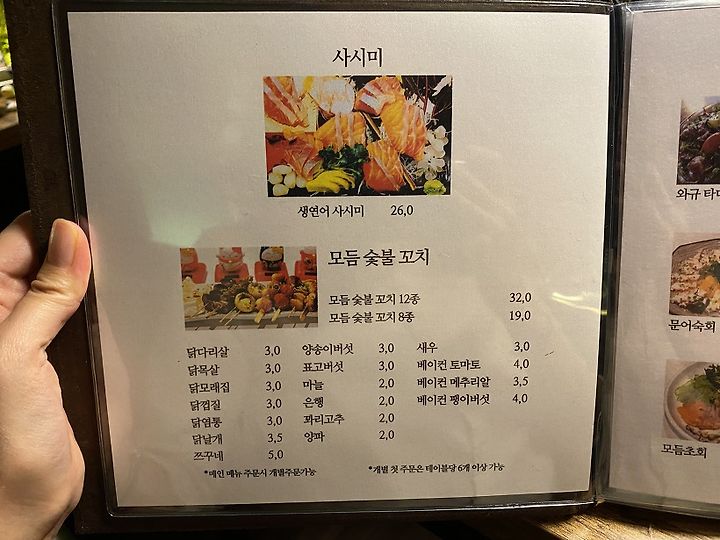 사시미
생연어 사시미 26,0
모듬 숯불 꼬치
모듬 숯불 꼬치 12종 32,0
모듬 숯불 꼬치 8종 19,0
닭다리살 3,0 양송이버섯 3,0 새우 3,0
닭목살 3,0 표고버섯 3,0 베이컨 토마토 4,0
닭모래집 3,0 마늘 2,0 베이컨 메추리알 3,5
닭껍질 3,0 은행 2,0 베이컨 팽이버섯 4,0
닭염통 3,0 꽈리고추 2,0
닭날개 3,5 양파 2,0
쯔꾸네 5,0
*메인 메뉴 주문시 개별주문가능 *개별 첫 주문은 테이블당 6개 이상 가능
와규 타다
문어숙회
모듬초회